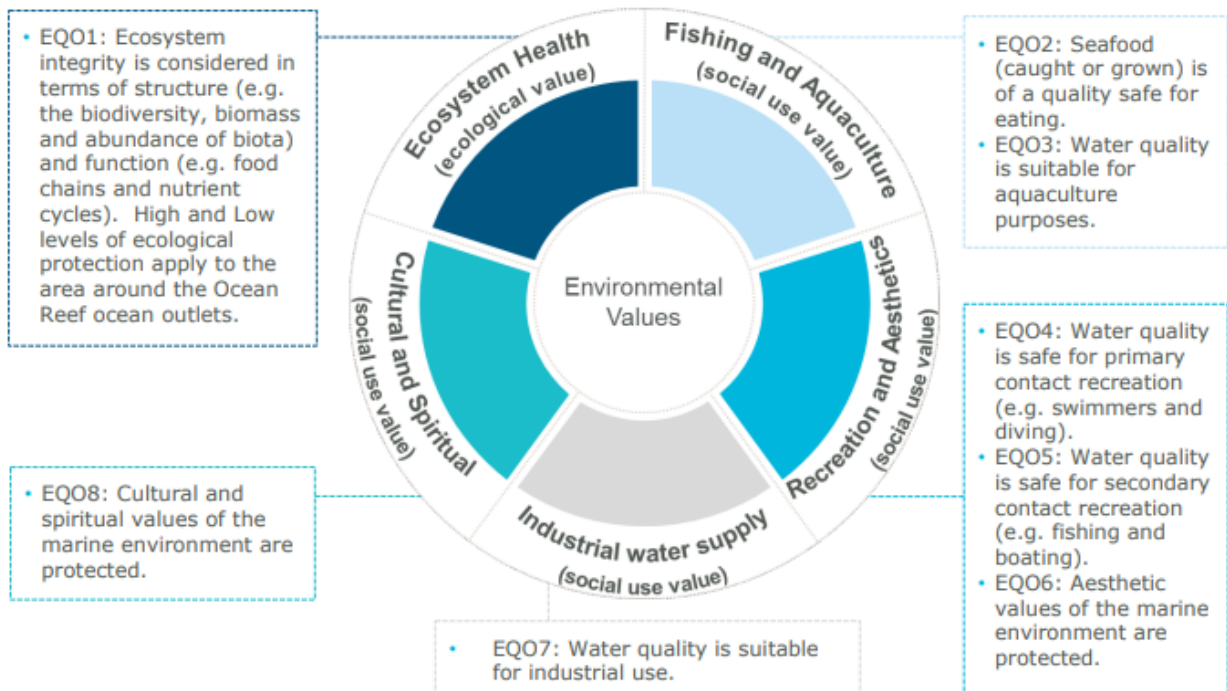 • EQO1: Ecosystem
integrity is considered in
terms of structure (e.g.
the biodiversity, biomass
and abundance of biota)
and function (e.g. food
chains and nutrient
cycles).  High and Low
levels of ecological
protection apply to the
area around the Ocean
Reef ocean outlets.
Ecosystem Health
(ecological value)
Fishing and Aquaculture
(social use value)
• EQO2: Seafood
(caught or grown) is
of a quality safe for
eating.
• EQO3: Water quality
is suitable for
aquaculture
purposes.
Environmental
Values
Cultural and Spiritual
(social use value)
Recreation and Aesthetics
(social use value)
• EQO4: Water quality
is safe for primary
contact recreation
(e.g. swimmers and
diving).
• EQO5: Water quality
is safe for secondary
contact recreation
(e.g. fishing and
boating).
• EQO6: Aesthetic
values of the marine
environment are
protected.
• EQO8: Cultural and
spiritual values of the
marine environment are
protected.
Industrial water supply
(social use value)
• EQO7: Water quality is suitable
for industrial use.